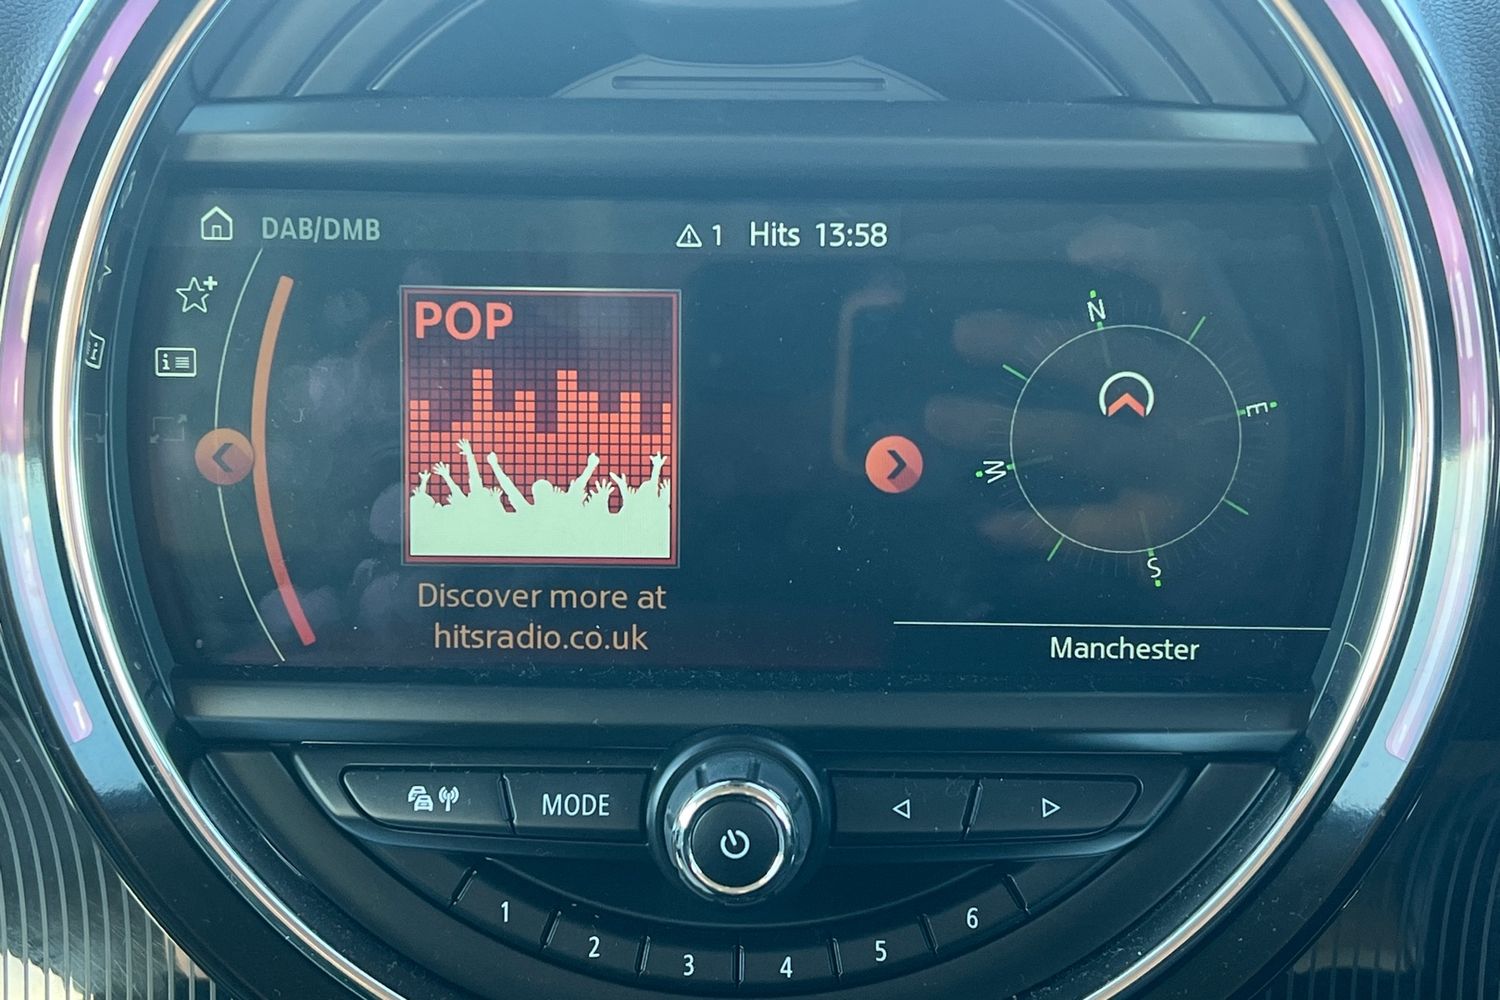 DAB/DMB
1 Hits 13:58
POP
Discover more at
hitsradio.co.uk
N
E
W
S
Manchester
MODE
1
2
3
4
5
6